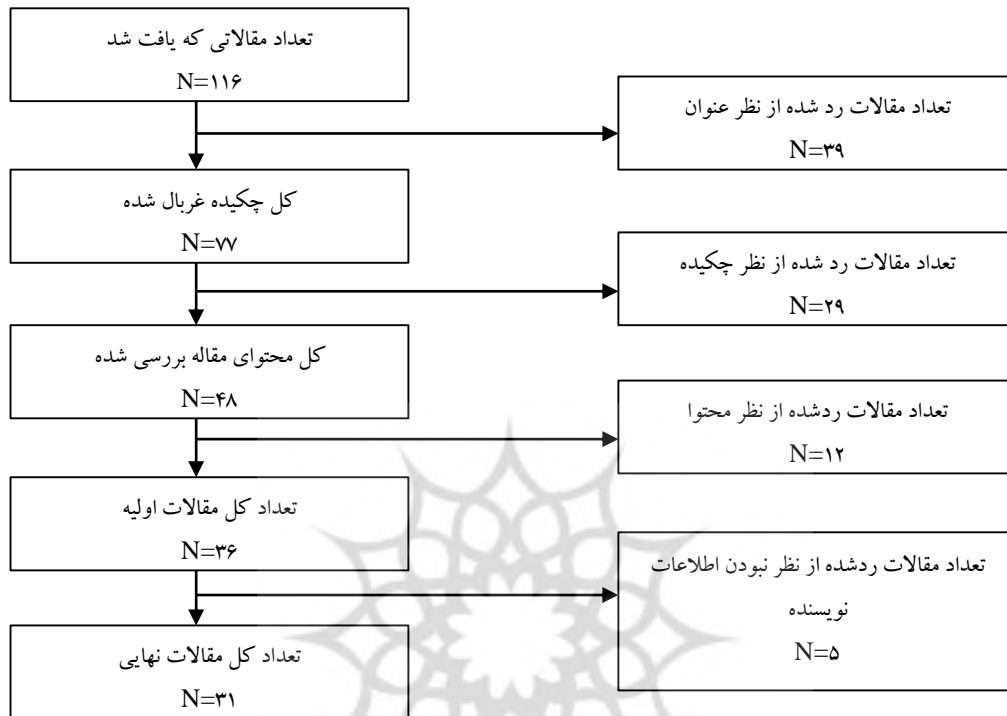 تعداد مقالاتی که یافت شد
N=۱۱۶
تعداد مقالات رد شده از نظر عنوان
N=۳۹
کل چکیده غربال شده
N=۷۷
تعداد مقالات رد شده از نظر چکیده
N=۲۹
کل محتوای مقاله بررسی شده
N=۴۸
تعداد مقالات ردشده از نظر محتوا
N=۱۲
تعداد کل مقالات اولیه
N=۳۶
تعداد مقالات ردشده از نظر نبودن اطلاعات
نویسنده
N=۵
تعداد کل مقالات نهایی
N=۳۱